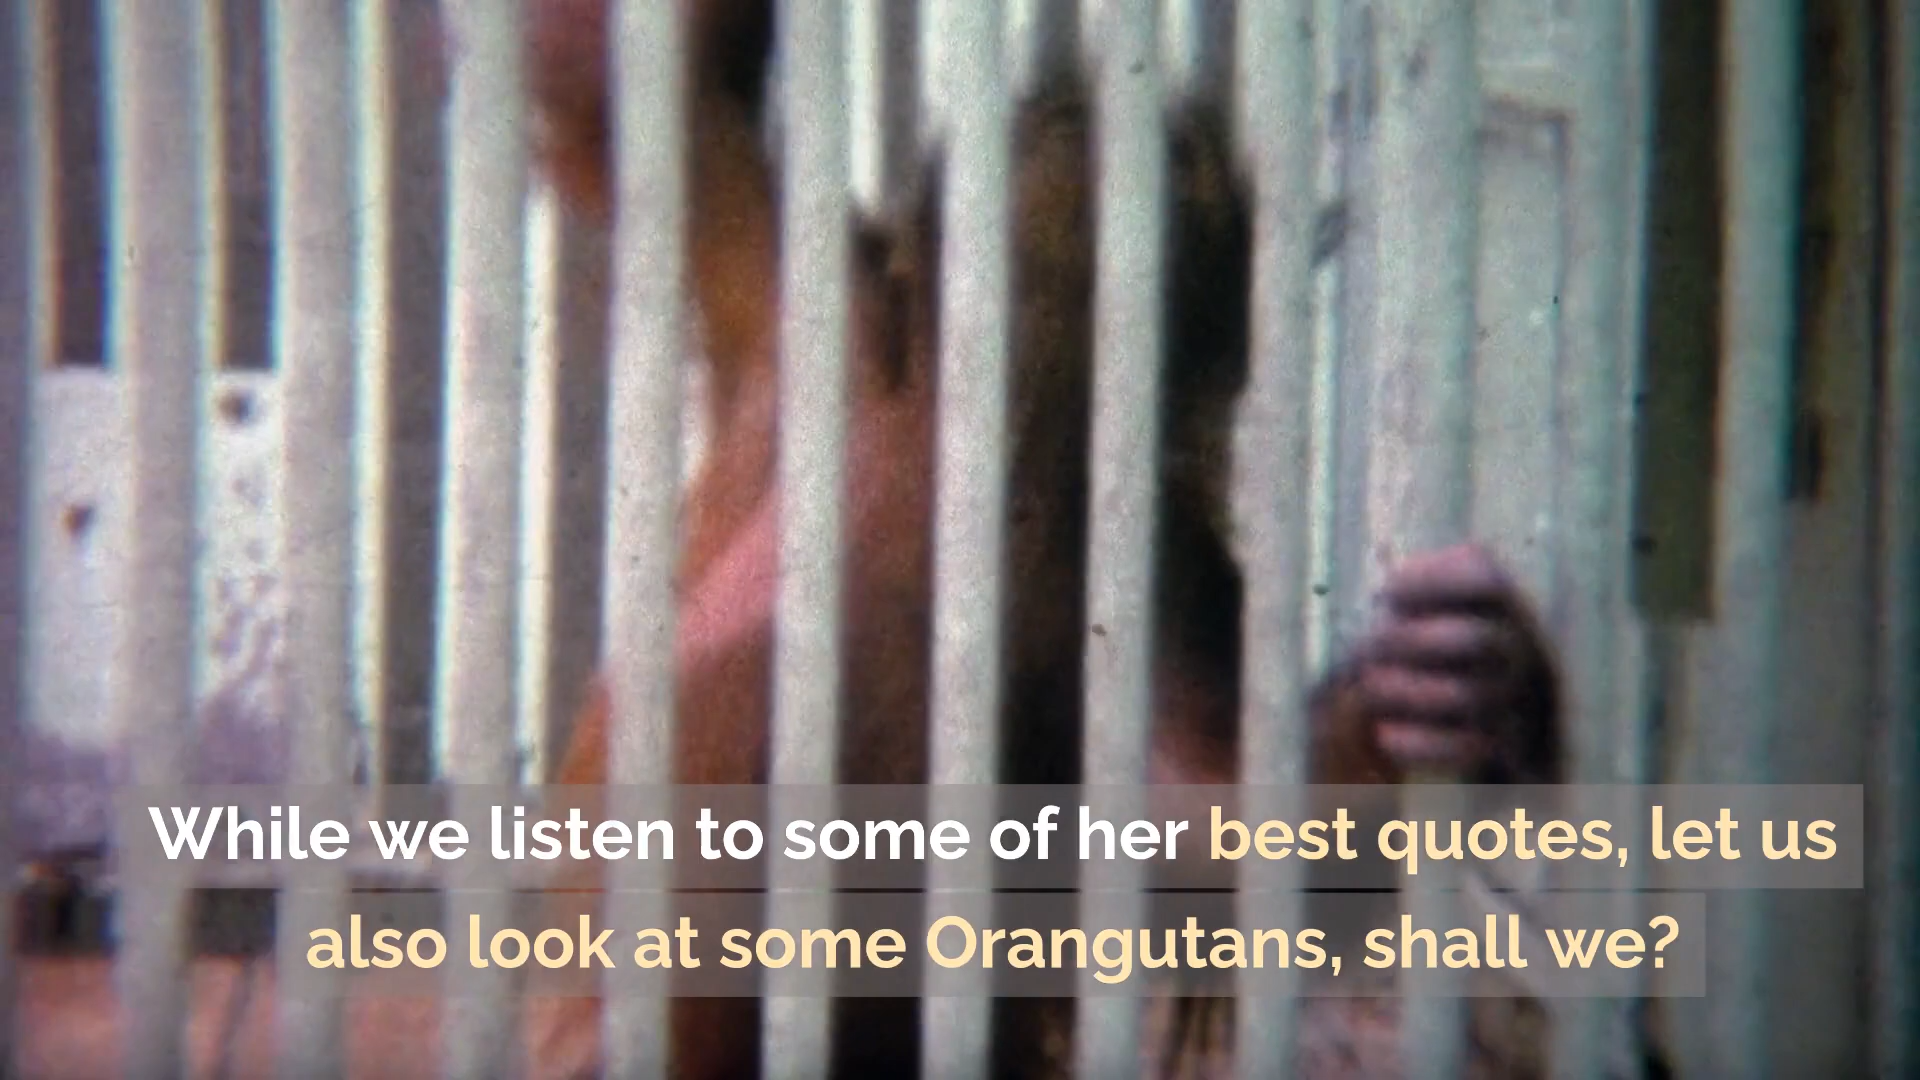 While we listen to some of her best quotes, let us
also look at some Orangutans, shall we?